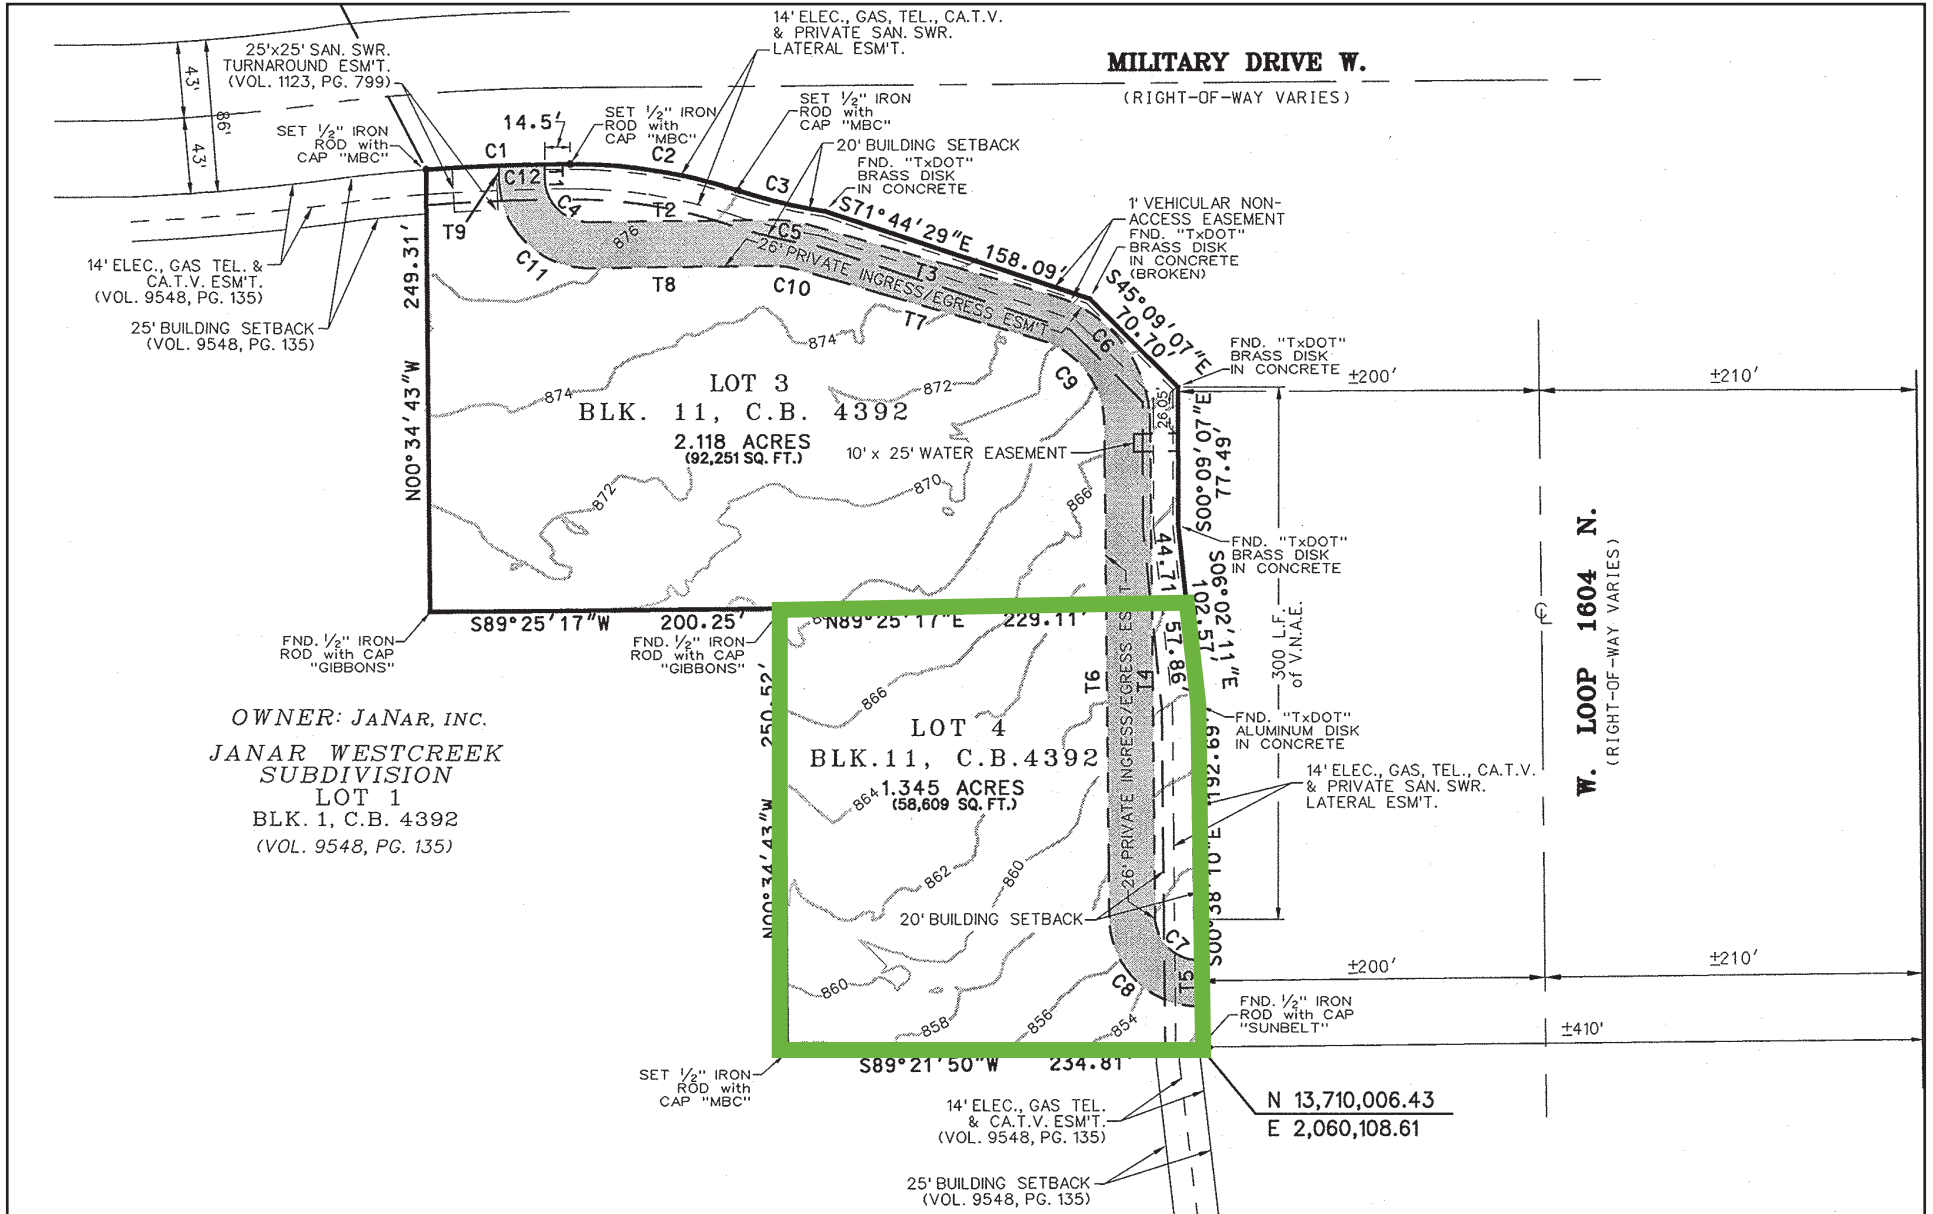 14' ELEC., GAS, TEL., CA.T.V.
& PRIVATE SAN. SWR.
LATERAL ESM'T.
MILITARY DRIVE W.
(RIGHT-OF-WAY VARIES)
25'x25' SAN. SWR.
TURNAROUND ESM'T.
(VOL. 1123, PG. 799)
43'
43'
86'
SET 1/2" IRON
ROD with
CAP "MBC"
14.5'
SET 1/2" IRON
ROD with
CAP "MBC"
SET 1/2" IRON
ROD with
CAP "MBC"
20' BUILDING SETBACK
FND. "TxDOT"
BRASS DISK
IN CONCRETE
C1
C2
C3
C12
T1
C4
T2
C5
T9
C11
T8
C10
T3
T7
C6
C9
876
S71°44'29"E 158.09'
26' PRIVATE INGRESS/EGRESS ESM'T
1' VEHICULAR NON-
ACCESS EASEMENT
FND. "TxDOT"
BRASS DISK
IN CONCRETE
(BROKEN)
S45°09'07"E
70.70'
FND. "TxDOT"
BRASS DISK
IN CONCRETE
±200'
±210'
14' ELEC., GAS TEL. &
CA.T.V. ESM'T.
(VOL. 9548, PG. 135)
25' BUILDING SETBACK
(VOL. 9548, PG. 135)
N00°34'43"W 249.31'
874
874
872
872
870
866
LOT 3
BLK. 11, C.B. 4392
2.118 ACRES
(92,251 SQ. FT.)
10' x 25' WATER EASEMENT
26.05'
S00°09'07"E
77.49'
FND. "TxDOT"
BRASS DISK
IN CONCRETE
44.71
S06°02'11"E
102.57'
57.86'
300 L.F.
of V.N.A.E.
W. LOOP 1604 N.
(RIGHT-OF-WAY VARIES)
S89°25'17"W 200.25'
N89°25'17"E 229.11'
FND. 1/2" IRON
ROD with CAP
"GIBBONS"
FND. 1/2" IRON
ROD with CAP
"GIBBONS"
OWNER: JANAR, INC.
JANAR WESTCREEK
SUBDIVISION
LOT 1
BLK. 1, C.B. 4392
(VOL. 9548, PG. 135)
N00°34'43"W 250.52'
866
864
862
860
860
858
856
854
LOT 4
BLK.11, C.B.4392
1.345 ACRES
(58,609 SQ. FT.)
T6
T4
26' PRIVATE INGRESS/EGRESS
FND. "TxDOT"
ALUMINUM DISK
IN CONCRETE
14' ELEC., GAS, TEL., CA.T.V.
& PRIVATE SAN. SWR.
LATERAL ESM'T.
S00°38'10"E 192.69'
20' BUILDING SETBACK
C7
C8
T5
±200'
±210'
FND. 1/2" IRON
ROD with CAP
"SUNBELT"
±410'
S89°21'50"W 234.81'
SET 1/2" IRON
ROD with
CAP "MBC"
14' ELEC., GAS TEL.
& CA.T.V. ESM'T.
(VOL. 9548, PG. 135)
N 13,710,006.43
E 2,060,108.61
25' BUILDING SETBACK
(VOL. 9548, PG. 135)